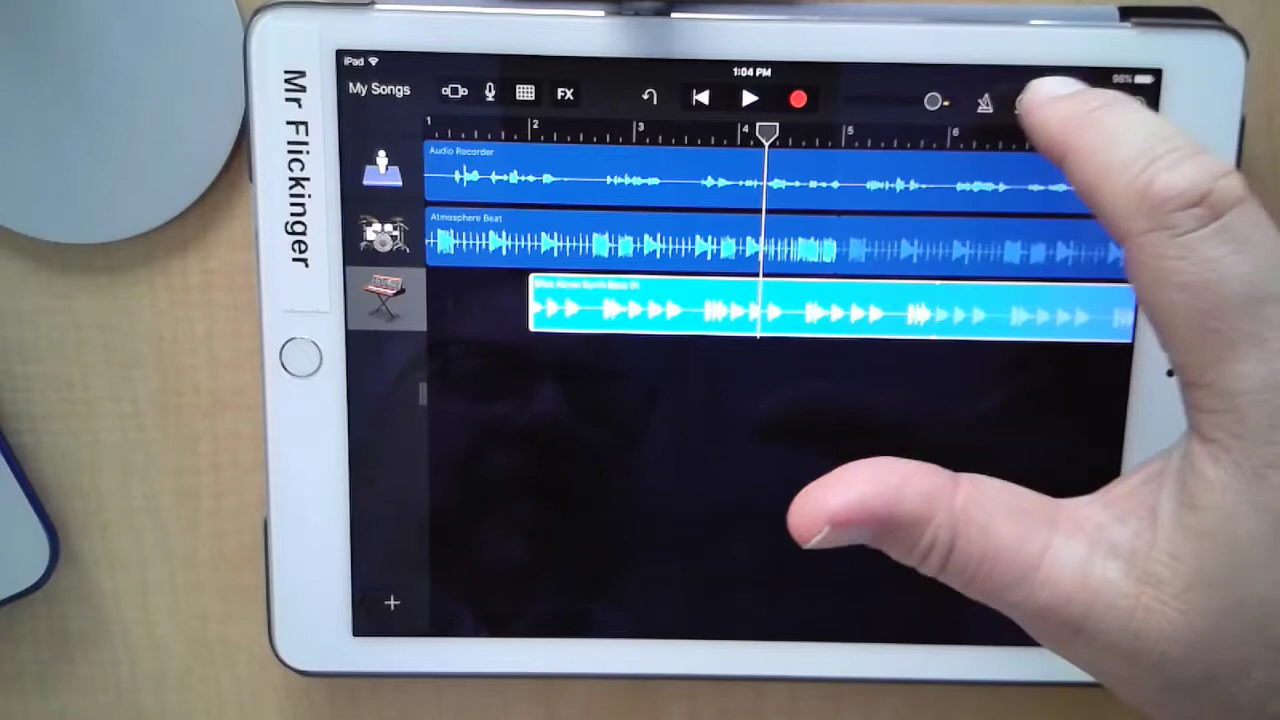 Mr Flickinger
iPad
1:04 PM
98%
My Songs
FX
1 2 3 4 5 6
Audio Recorder
Atmosphere Beat